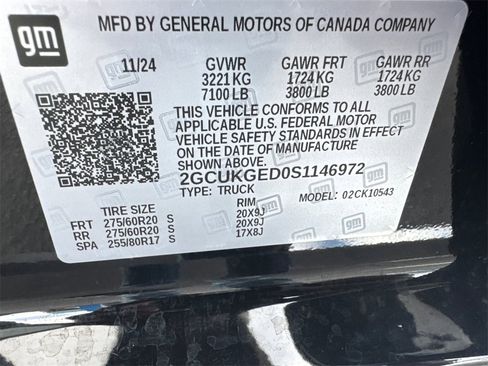 gm
MFD BY GENERAL MOTORS OF CANADA COMPANY
11/24 GVWR GAWR FRT GAWR RR
3221 KG 1724 KG 1724 KG
7100 LB 3800 LB 3800 LB
THIS VEHICLE CONFORMS TO ALL
APPLICABLE U.S. FEDERAL MOTOR
VEHICLE SAFETY STANDARDS IN EFFECT
ON THE DATE OF MANUFACTURE
SHOWN ABOVE.
2GCUKGED0S1146972
TYPE: TRUCK MODEL: 02CK10543
TIRE SIZE RIM
FRT 275/60R20 S 20X9J
RR 275/60R20 S 20X9J
SPA 255/80R17 S 17X8J
gm